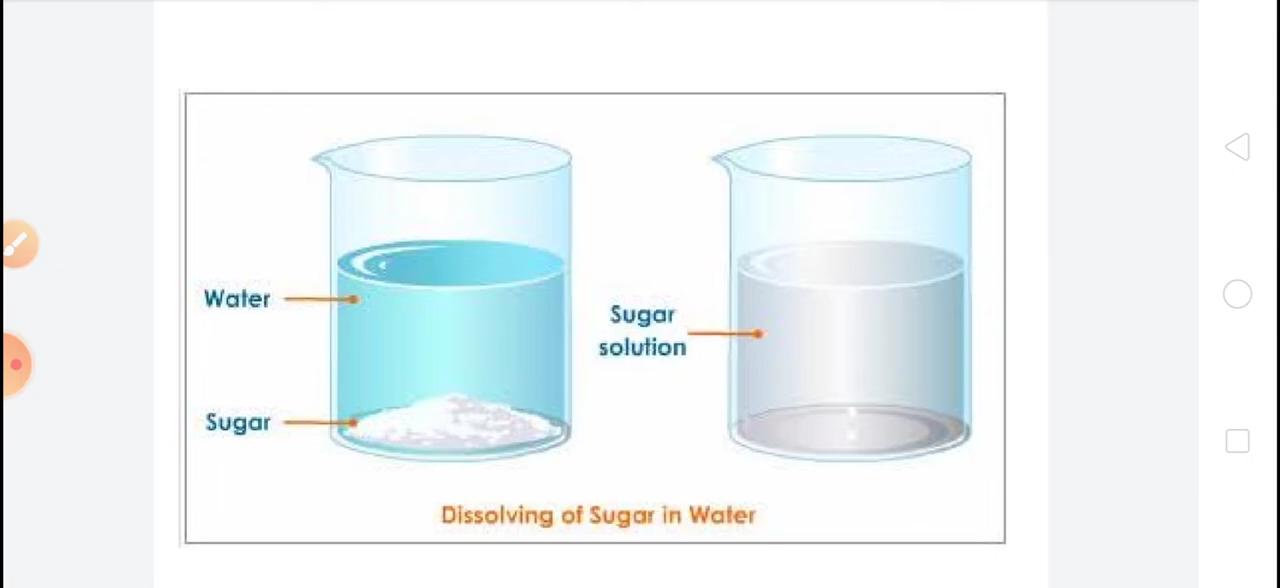 Water
Sugar
solution
Sugar
Dissolving of Sugar in Water